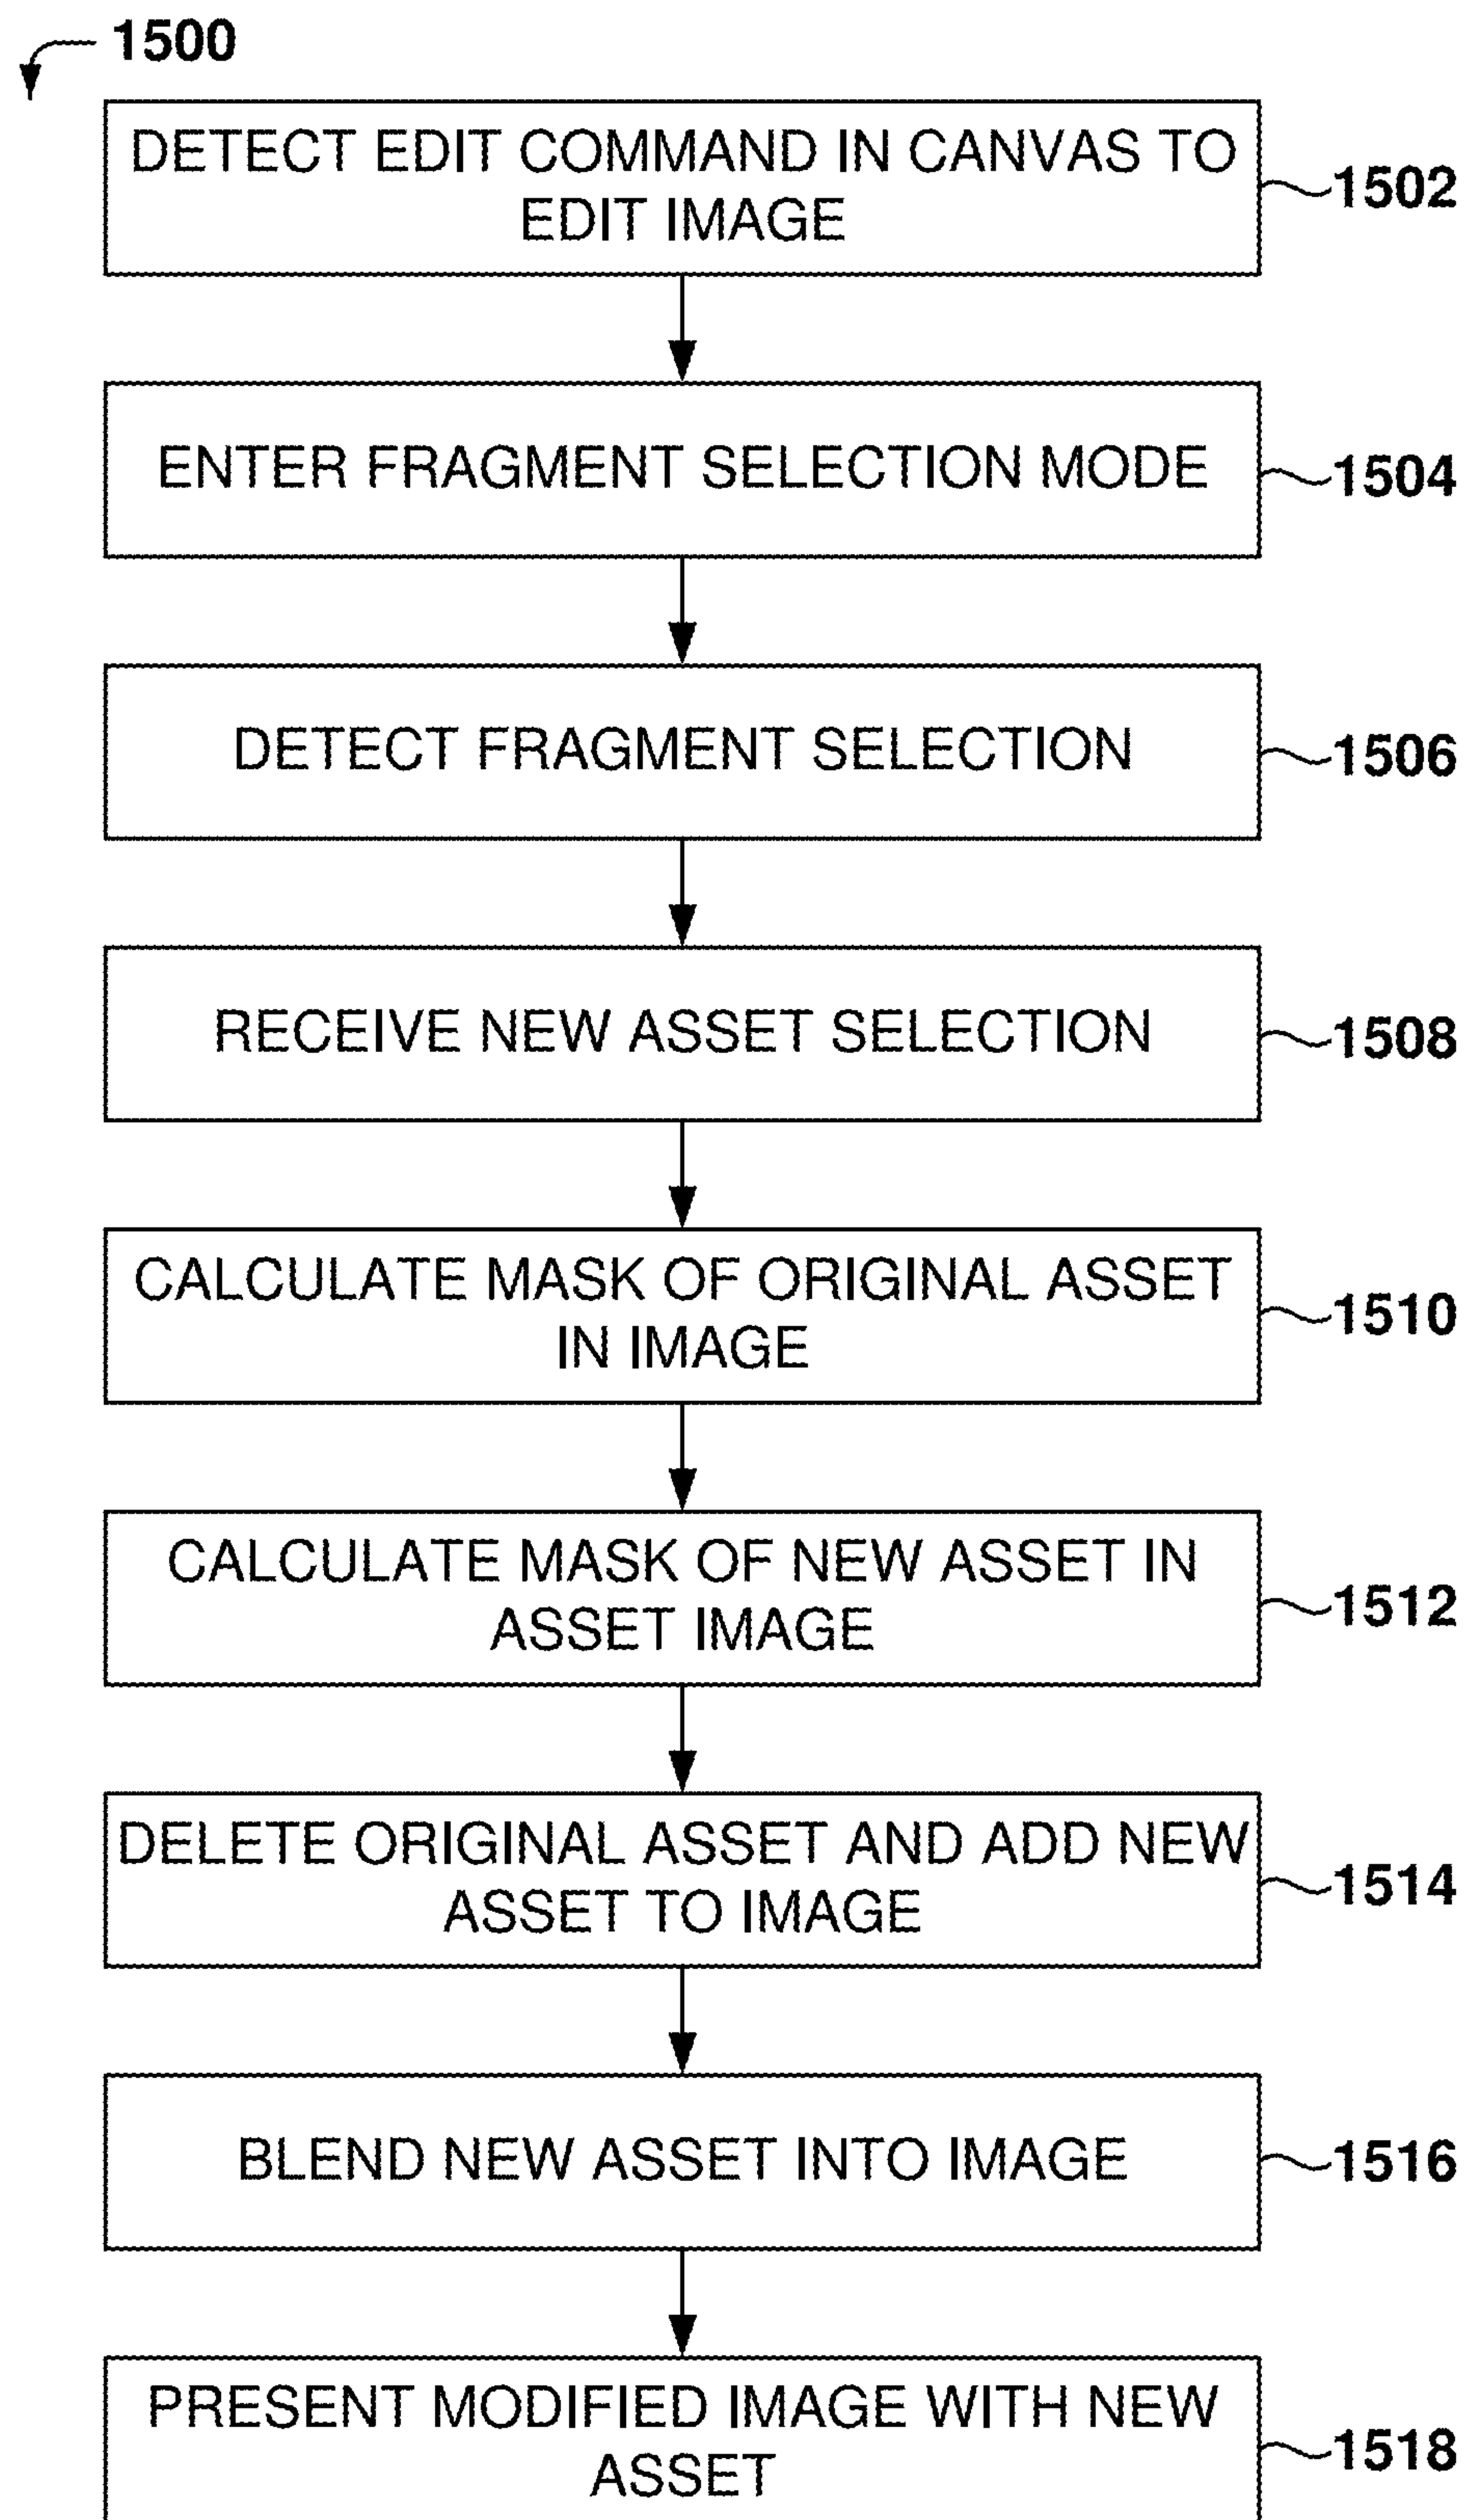 1500
DETECT EDIT COMMAND IN CANVAS TO
EDIT IMAGE
1502
ENTER FRAGMENT SELECTION MODE
1504
DETECT FRAGMENT SELECTION
1506
RECEIVE NEW ASSET SELECTION
1508
CALCULATE MASK OF ORIGINAL ASSET
IN IMAGE
1510
CALCULATE MASK OF NEW ASSET IN
ASSET IMAGE
1512
DELETE ORIGINAL ASSET AND ADD NEW
ASSET TO IMAGE
1514
BLEND NEW ASSET INTO IMAGE
1516
PRESENT MODIFIED IMAGE WITH NEW
ASSET
1518